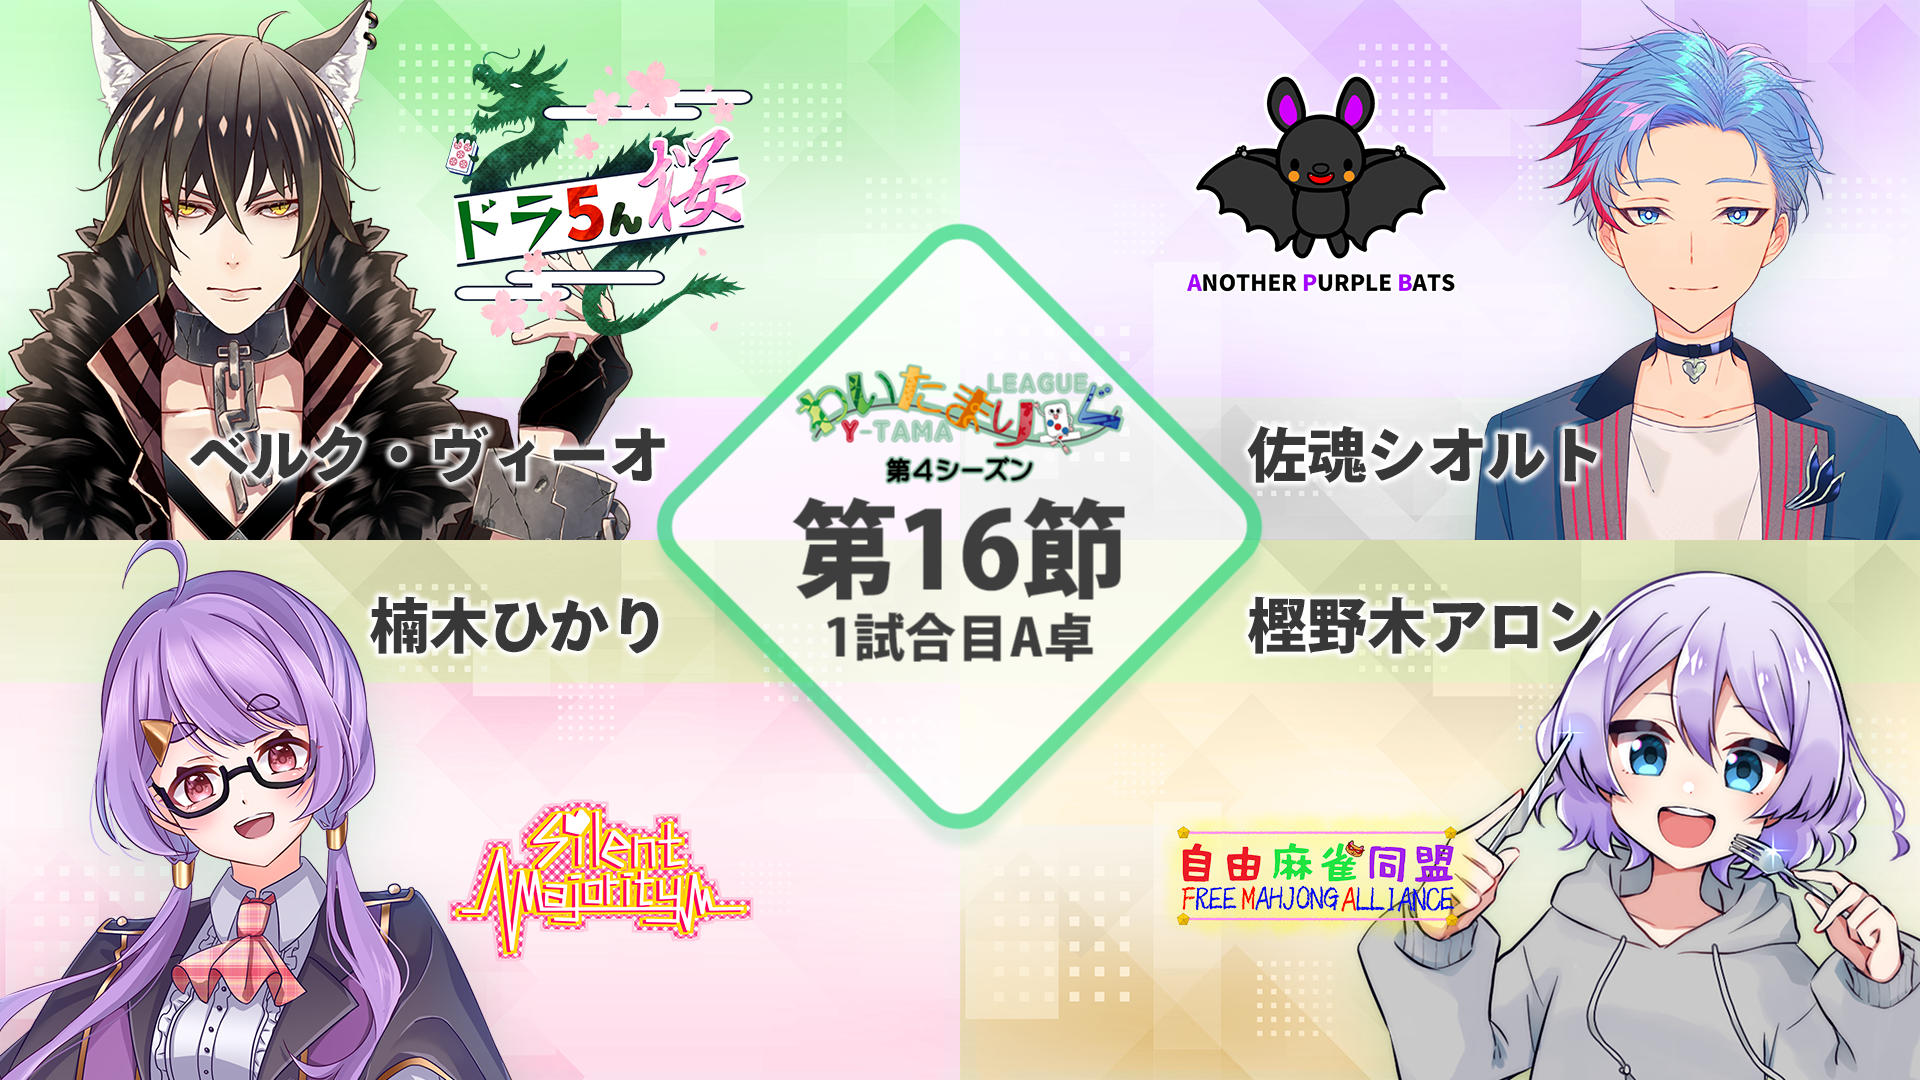 ドラ5ん桜
ANOTHER PURPLE BATS
ベルク・ヴィーオ
佐魂シオルト
わいたまりーぐ
LEAGUE
Y-TAMA
第4シーズン
第16節
1試合目A卓
楠木ひかり
樫野木アロン
Silent
Majority
自由麻雀同盟
FREE MAHJONG ALLIANCE